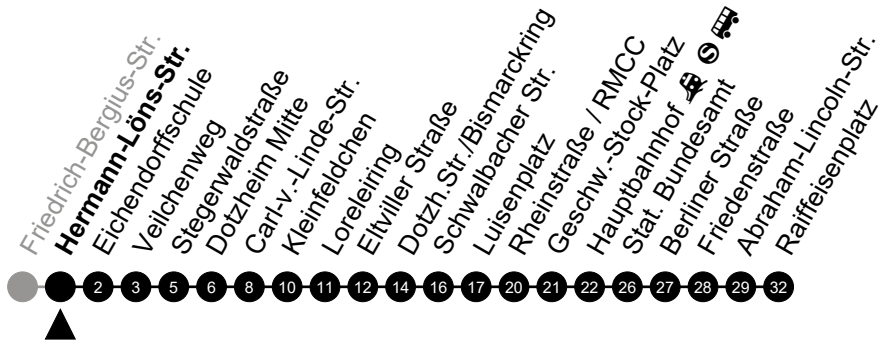 Friedrich-Bergius-Str.
Hermann-Löns-Str.
Eichendorffschule
Veilchenweg
Stegerwaldstraße
Dotzheim Mitte
Carl-v.-Linde-Str.
Kleinfeldchen
Loreleiring
Eltviller Straße
Dotzh.Str./Bismarckring
Schwalbacher Str.
Luisenplatz
Rheinstraße / RMCC
Geschw.-Stock-Platz
Hauptbahnhof S
Stat. Bundesamt
Berliner Straße
Friedenstraße
Abraham-Lincoln-Str.
Raiffeisenplatz
2 3 5 6 8 10 11 12 14 16 17 20 21 22 26 27 28 29 32